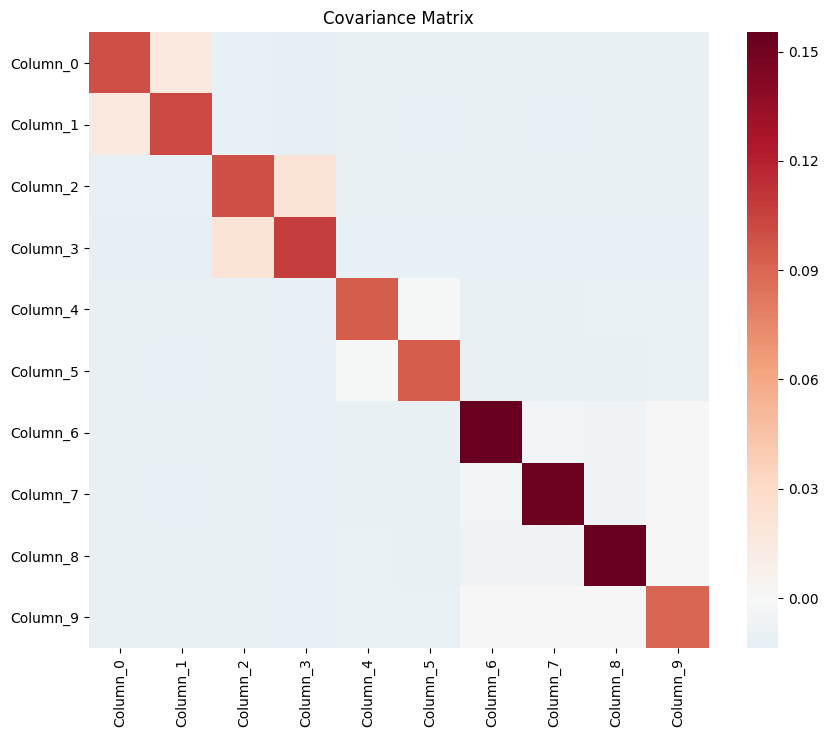 Covariance Matrix
Column_0
Column_1
Column_2
Column_3
Column_4
Column_5
Column_6
Column_7
Column_8
Column_9
Column_0
Column_1
Column_2
Column_3
Column_4
Column_5
Column_6
Column_7
Column_8
Column_9
0.15
0.12
0.09
0.06
0.03
0.00